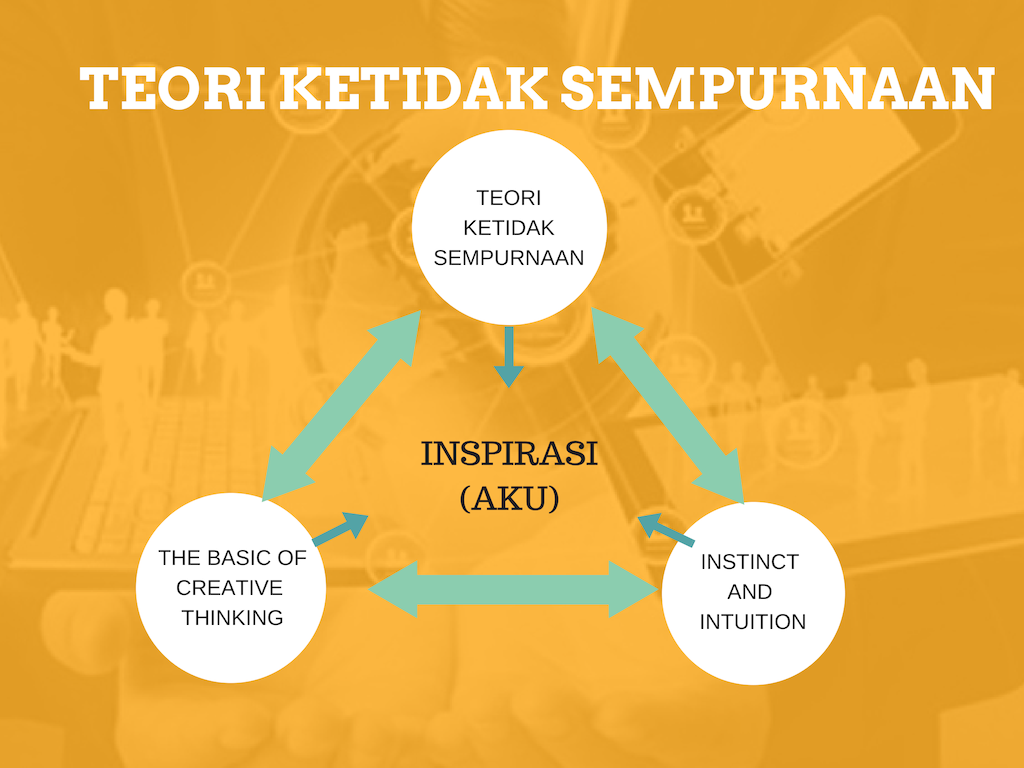 TEORI KETIDAK SEMPURNAAN
TEORI
KETIDAK
SEMPURNAAN
INSPIRASI
(AKU)
THE BASIC OF
CREATIVE
THINKING
INSTINCT
AND
INTUITION